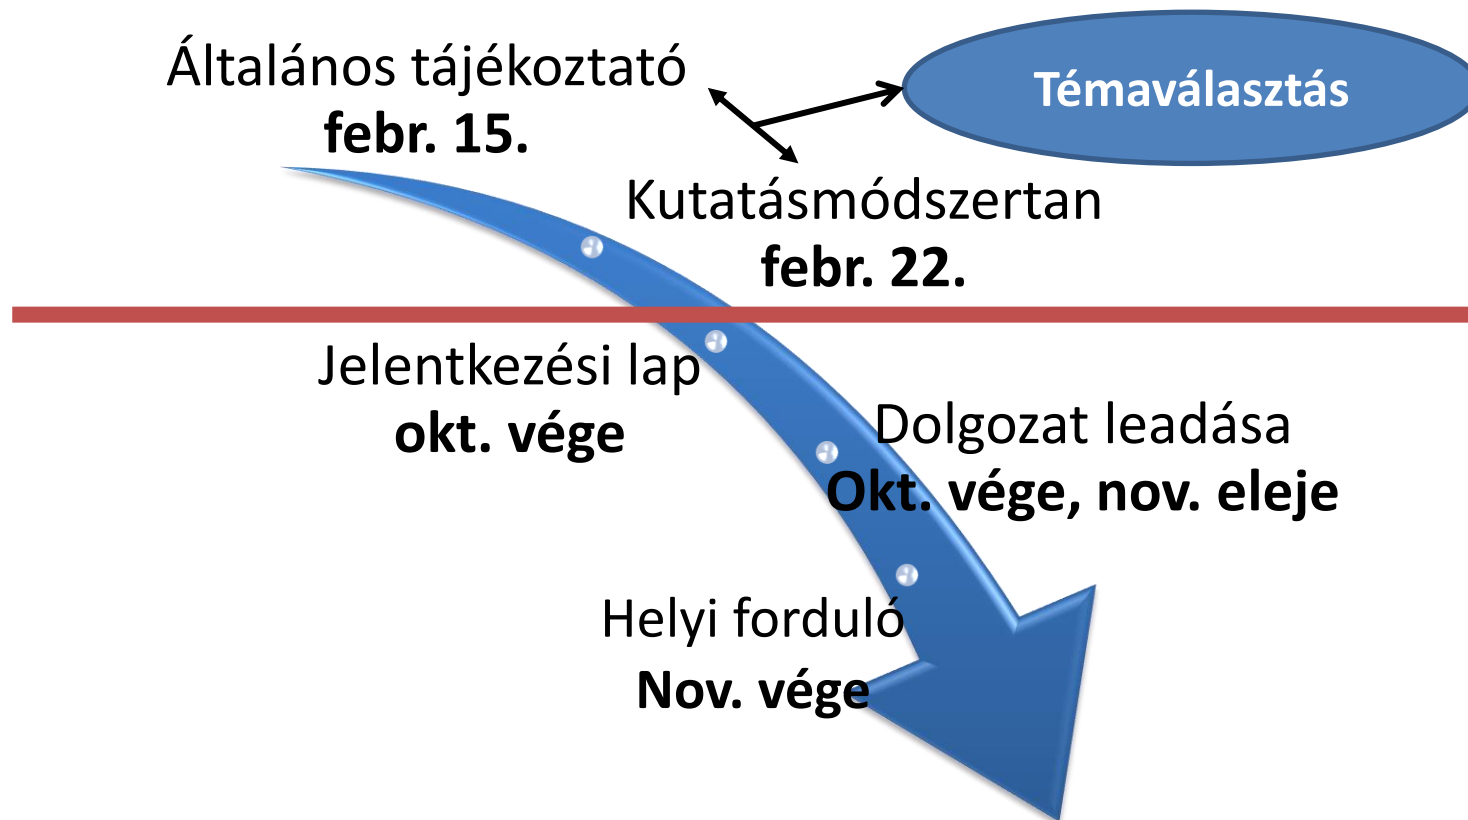 Általános tájékoztató
febr. 15.
Témaválasztás
Kutatásmódszertan
febr. 22.
Jelentkezési lap
okt. vége
Dolgozat leadása
Okt. vége, nov. eleje
Helyi forduló
Nov. vége